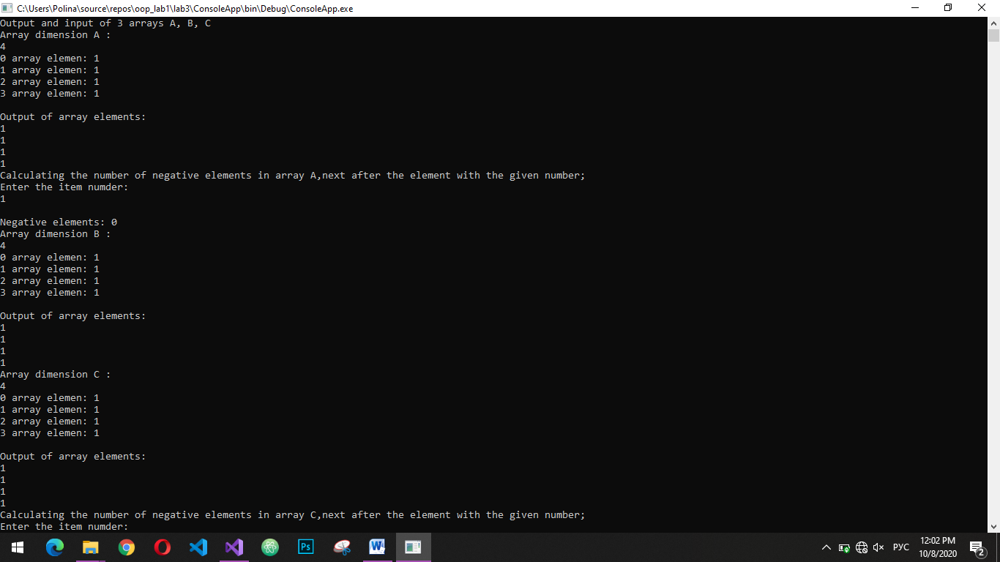 C:\Users\Polina\source\repos\oop_lab1\lab3\ConsoleApp\bin\Debug\ConsoleApp.exe
Output and input of 3 arrays A, B, C
Array dimension A :
4
0 array elemen: 1
1 array elemen: 1
2 array elemen: 1
3 array elemen: 1
Output of array elements:
1
1
1
1
Calculating the number of negative elements in array A,next after the element with the given number;
Enter the item numder:
1
Negative elements: 0
Array dimension B :
4
0 array elemen: 1
1 array elemen: 1
2 array elemen: 1
3 array elemen: 1
Output of array elements:
1
1
1
1
Array dimension C :
4
0 array elemen: 1
1 array elemen: 1
2 array elemen: 1
3 array elemen: 1
Output of array elements:
1
1
1
1
Calculating the number of negative elements in array C,next after the element with the given number;
Enter the item numder:
Ps
W
РУС
12:02 PM
10/8/2020
2